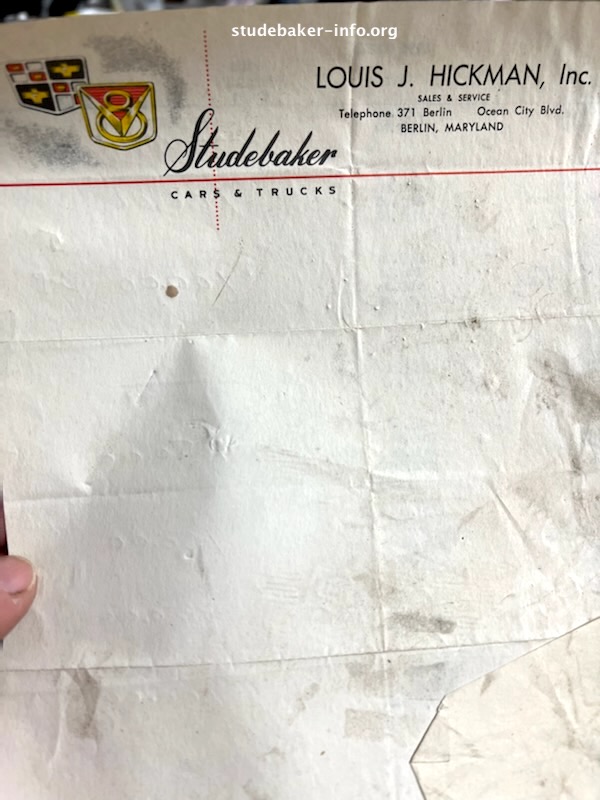 studebaker-info.org
LOUIS J. HICKMAN, Inc.
SALES & SERVICE
Telephone 371 Berlin Ocean City Blvd.
BERLIN, MARYLAND
8
Studebaker
CARS & TRUCKS